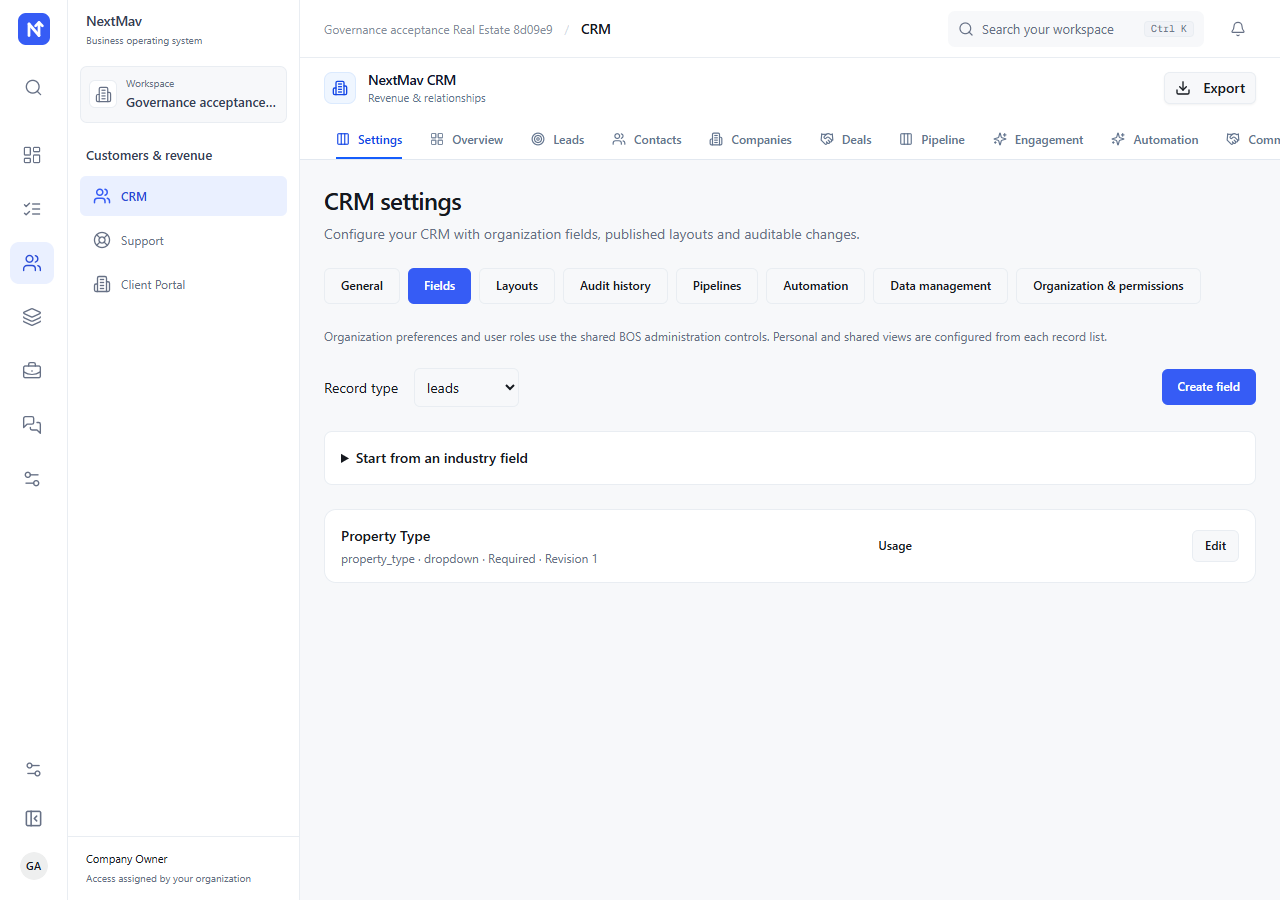 NextMav
Business operating system
Workspace
Governance acceptance...
Customers & revenue
CRM
Support
Client Portal
GA
Company Owner
Access assigned by your organization
Governance acceptance Real Estate 8d09e9 / CRM
Search your workspace
Ctrl K
NextMav CRM
Revenue & relationships
Export
Settings
Overview
Leads
Contacts
Companies
Deals
Pipeline
Engagement
Automation
Comm
CRM settings
Configure your CRM with organization fields, published layouts and auditable changes.
General
Fields
Layouts
Audit history
Pipelines
Automation
Data management
Organization & permissions
Organization preferences and user roles use the shared BOS administration controls. Personal and shared views are configured from each record list.
Record type
leads
Create field
Start from an industry field
Property Type
property_type · dropdown · Required · Revision 1
Usage
Edit